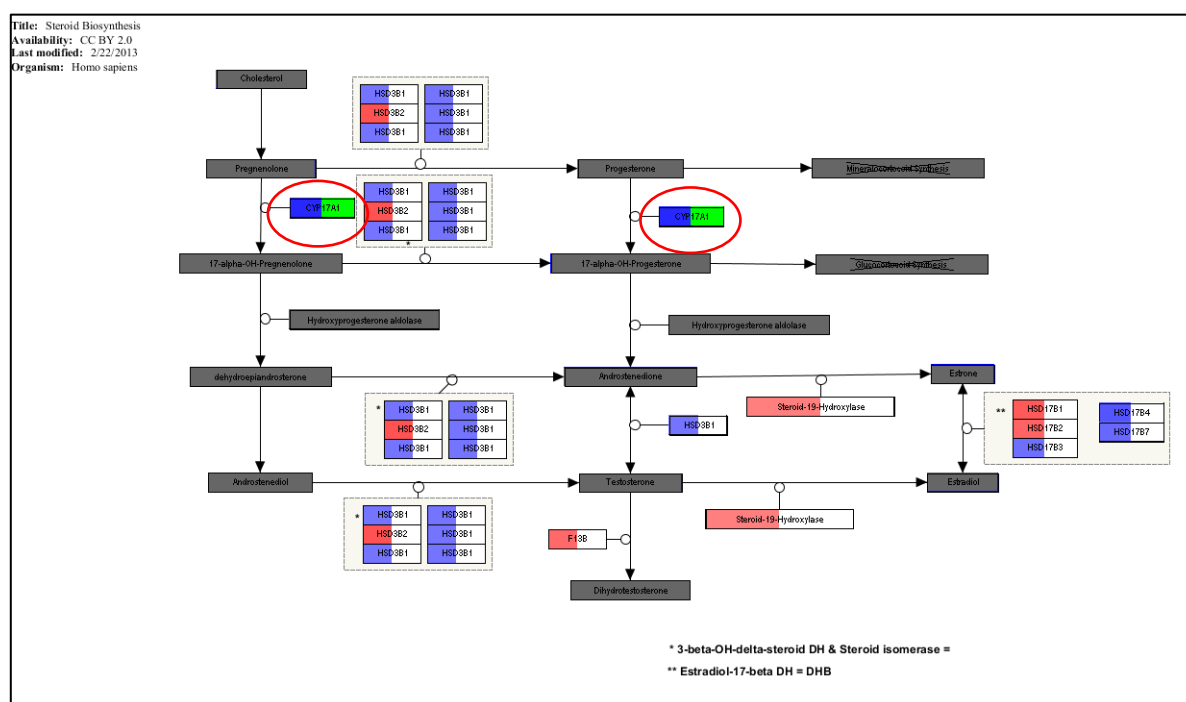 Title: Steroid Biosynthesis
Availability: CC BY 2.0
Last modified: 2/22/2013
Organism: Homo sapiens
Cholesterol
HSD3B1 HSD3B1
HSD3B2 HSD3B1
HSD3B1 HSD3B1
Pregnenolone
Progesterone
Mineralocorticoid Synthesis
CYP17A1
HSD3B1 HSD3B1
HSD3B2 HSD3B1
HSD3B1 HSD3B1
*
CYP17A1
17-alpha-OH-Pregnenolone
17-alpha-OH-Progesterone
Glucocorticoid Synthesis
Hydroxyprogesterone aldolase
Hydroxyprogesterone aldolase
dehydroepiandrosterone
Androstenedione
Estrone
* HSD3B1 HSD3B1
HSD3B2 HSD3B1
HSD3B1 HSD3B1
HSD3B1
Steroid-19-Hydroxylase
** HSD17B1 HSD17B4
HSD17B2 HSD17B7
HSD17B3
Androstenediol
Testosterone
Estradiol
* HSD3B1 HSD3B1
HSD3B2 HSD3B1
HSD3B1 HSD3B1
Steroid-19-Hydroxylase
F13B
Dihydrotestosterone
* 3-beta-OH-delta-steroid DH & Steroid isomerase =
** Estradiol-17-beta DH = DHB